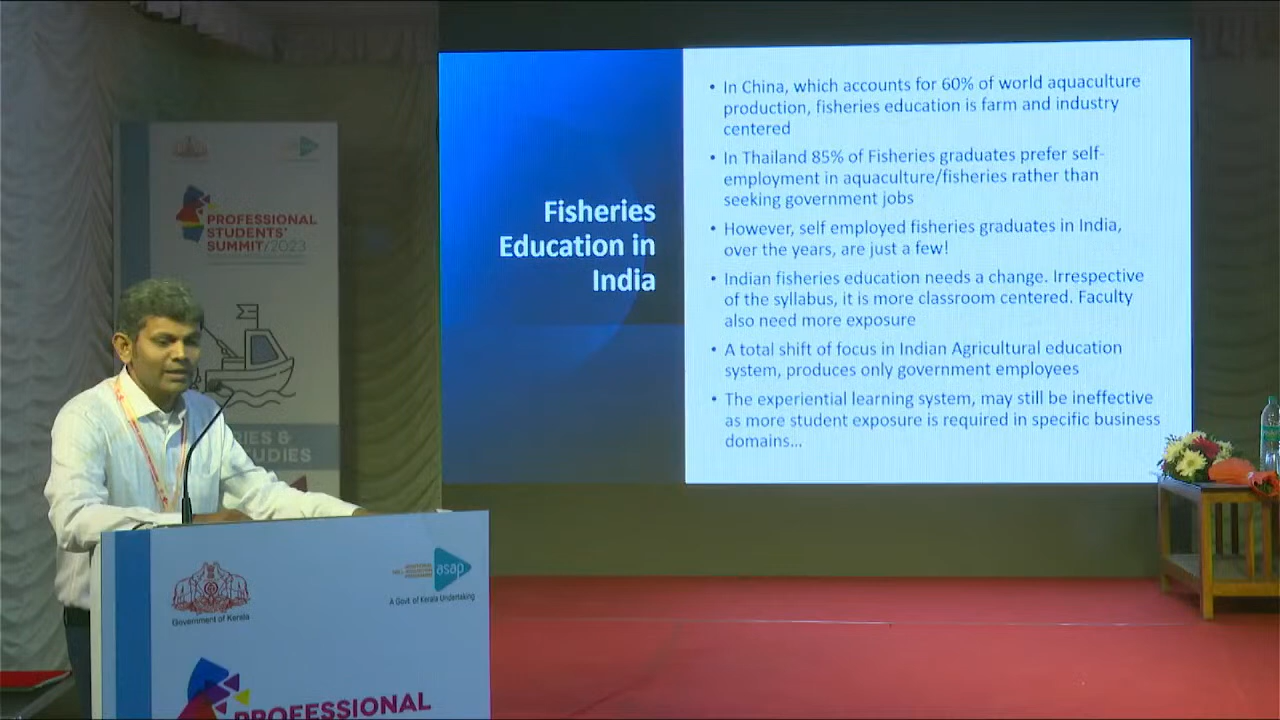 Fisheries
Education in
India
• In China, which accounts for 60% of world aquaculture
production, fisheries education is farm and industry
centered
• In Thailand 85% of Fisheries graduates prefer self-
employment in aquaculture/fisheries rather than
seeking government jobs
• However, self employed fisheries graduates in India,
over the years, are just a few!
• Indian fisheries education needs a change. Irrespective
of the syllabus, it is more classroom centered. Faculty
also need more exposure
• A total shift of focus in Indian Agricultural education
system, produces only government employees
• The experiential learning system, may still be ineffective
as more student exposure is required in specific business
domains...
PROFESSIONAL
STUDENTS'
SUMMIT/2023
RIES &
UDIES
Government of Kerala
asap
A Govt. of Kerala Undertaking
PROFESSIONAL